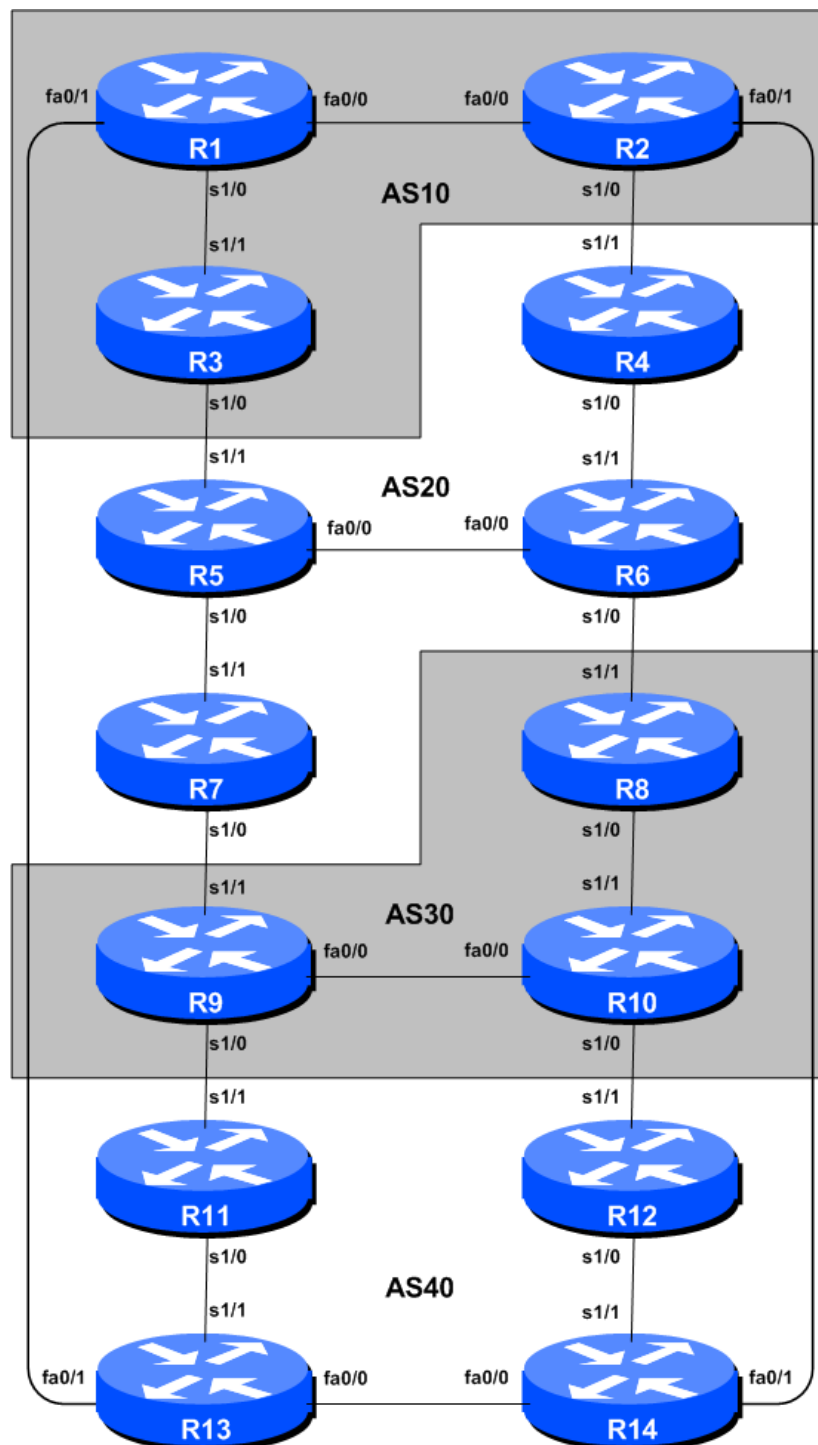 fa0/1 fa0/0 fa0/0 fa0/1
R1 R2
s1/0 AS10 s1/0
s1/1 s1/1
R3 R4
s1/0 s1/0
s1/1 AS20 s1/1
fa0/0 fa0/0
R5 R6
s1/0 s1/0
s1/1 s1/1
R7 R8
s1/0 s1/0
s1/1 AS30 s1/1
fa0/0 fa0/0
R9 R10
s1/0 s1/0
s1/1 s1/1
R11 R12
s1/0 s1/0
AS40
s1/1 s1/1
fa0/1 fa0/0 fa0/0 fa0/1
R13 R14